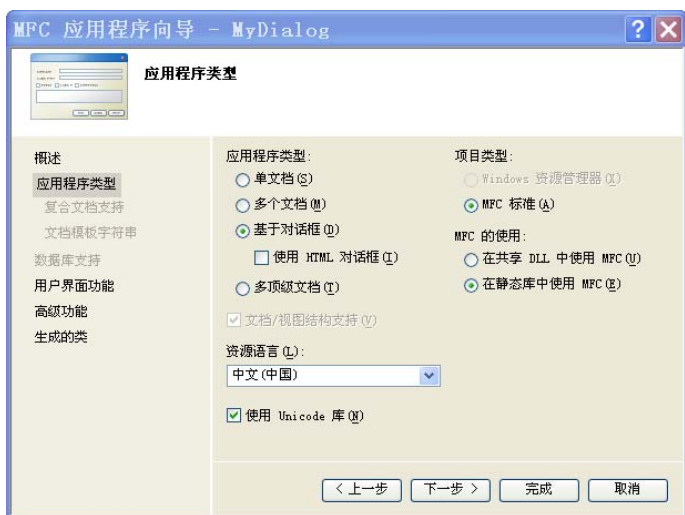 MFC 应用程序向导 - MyDialog
应用程序类型
概述
应用程序类型
复合文档支持
文档模板字符串
数据库支持
用户界面功能
高级功能
生成的类
应用程序类型:
单文档(S)
多个文档(M)
基于对话框(D)
使用 HTML 对话框(I)
多顶级文档(T)
文档/视图结构支持(V)
资源语言(L):
中文(中国)
使用 Unicode 库(N)
项目类型:
Windows 资源管理器(X)
MFC 标准(A)
MFC 的使用:
在共享 DLL 中使用 MFC(U)
在静态库中使用 MFC(E)
< 上一步
下一步 >
完成
取消